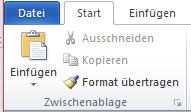 Datei Start Einfügen
Ausschneiden
Kopieren
Einfügen
Format übertragen
Zwischenablage